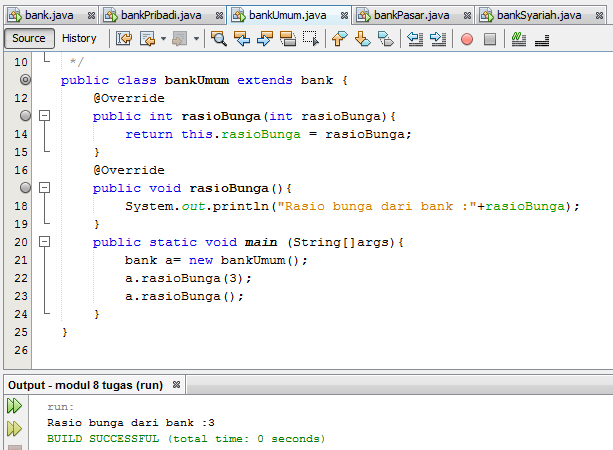 bank.java bankPribadi.java bankUmum.java bankPasar.java bankSyariah.java
Source History
10 */
public class bankUmum extends bank {
12 @Override
public int rasioBunga(int rasioBunga){
14 return this.rasioBunga = rasioBunga;
15 }
16 @Override
public void rasioBunga(){
18 System.out.println("Rasio bunga dari bank :"+rasioBunga);
19 }
20 public static void main (String[]args){
21 bank a= new bankUmum();
22 a.rasioBunga(3);
23 a.rasioBunga();
24 }
25 }
26
Output - modul 8 tugas (run)
run:
Rasio bunga dari bank :3
BUILD SUCCESSFUL (total time: 0 seconds)